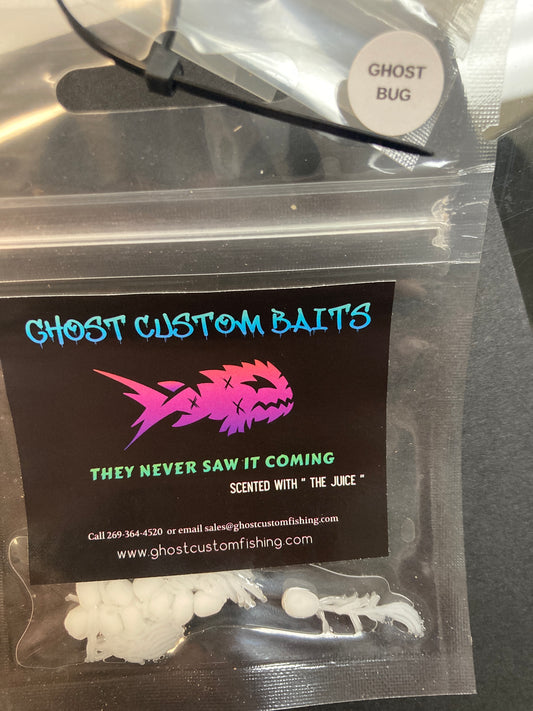 GHOST
BUG
GHOST CUSTOM BAITS
THEY NEVER SAW IT COMING
SCENTED WITH " THE JUICE "
Call 269-364-4520 or email sales@ghostcustomfishing.com
www.ghostcustomfishing.com